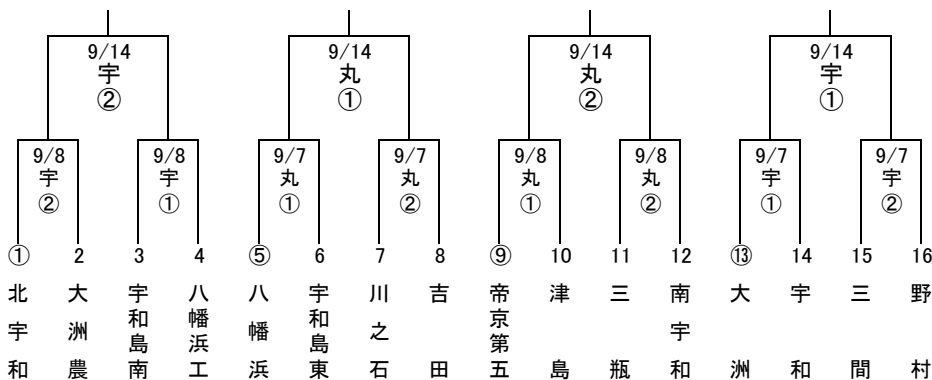 9/14 9/14 9/14 9/14
宇 丸 丸 宇
② ① ② ①
9/8 9/8 9/7 9/7 9/8 9/8 9/7 9/7
宇 宇 丸 丸 丸 丸 宇 宇
② ① ① ② ① ② ① ②
① 2 3 4 ⑤ 6 7 8 ⑨ 10 11 12 ⑬ 14 15 16
北宇和
大洲農
宇和島南
八幡浜工
八幡浜
宇和島東
川之石
吉田
帝京第五
津島
三瓶
南宇和
大洲
宇和
三間
野村